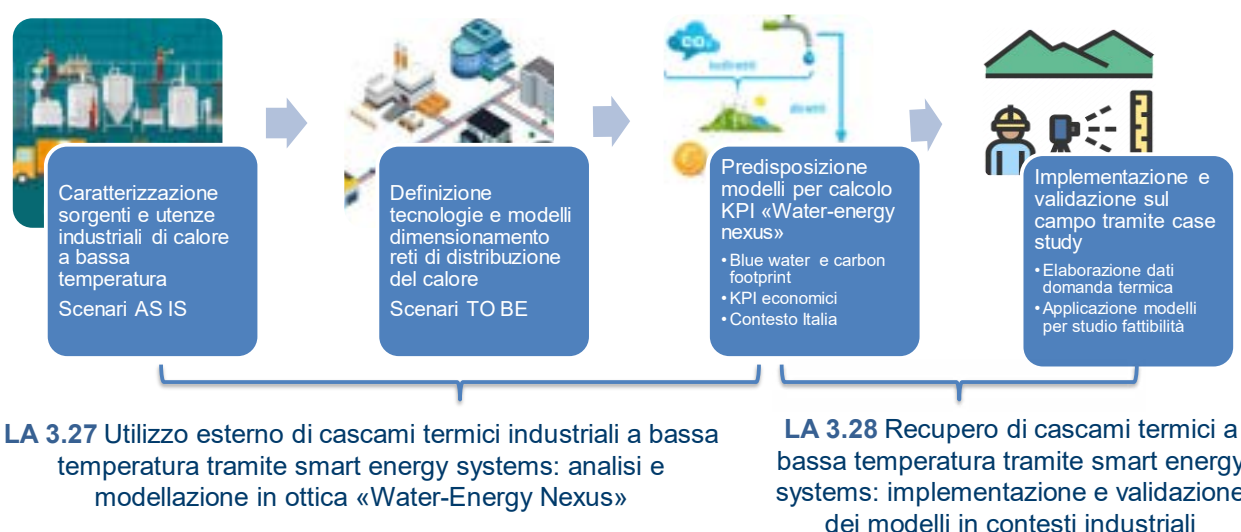 CO₂
indiretti
diretti
Caratterizzazione
sorgenti e utenze
industriali di calore
a bassa
temperatura
Scenari AS IS
Definizione
tecnologie e modelli
dimensionamento
reti di distribuzione
del calore
Scenari TO BE
Predisposizione
modelli per calcolo
KPI «Water-energy
nexus»
• Blue water e carbon
footprint
• KPI economici
• Contesto Italia
Implementazione e
validazione sul
campo tramite case
study
• Elaborazione dati
domanda termica
• Applicazione modelli
per studio fattibilità
LA 3.27 Utilizzo esterno di cascami termici industriali a bassa
temperatura tramite smart energy systems: analisi e
modellazione in ottica «Water-Energy Nexus»
LA 3.28 Recupero di cascami termici a
bassa temperatura tramite smart energy
systems: implementazione e validazione
dei modelli in contesti industriali